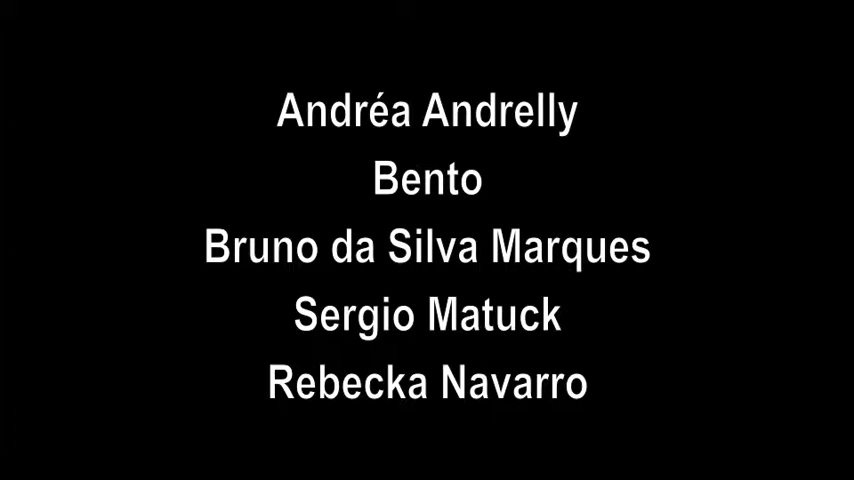 Andréa Andrelly
Bento
Bruno da Silva Marques
Sergio Matuck
Rebecka Navarro